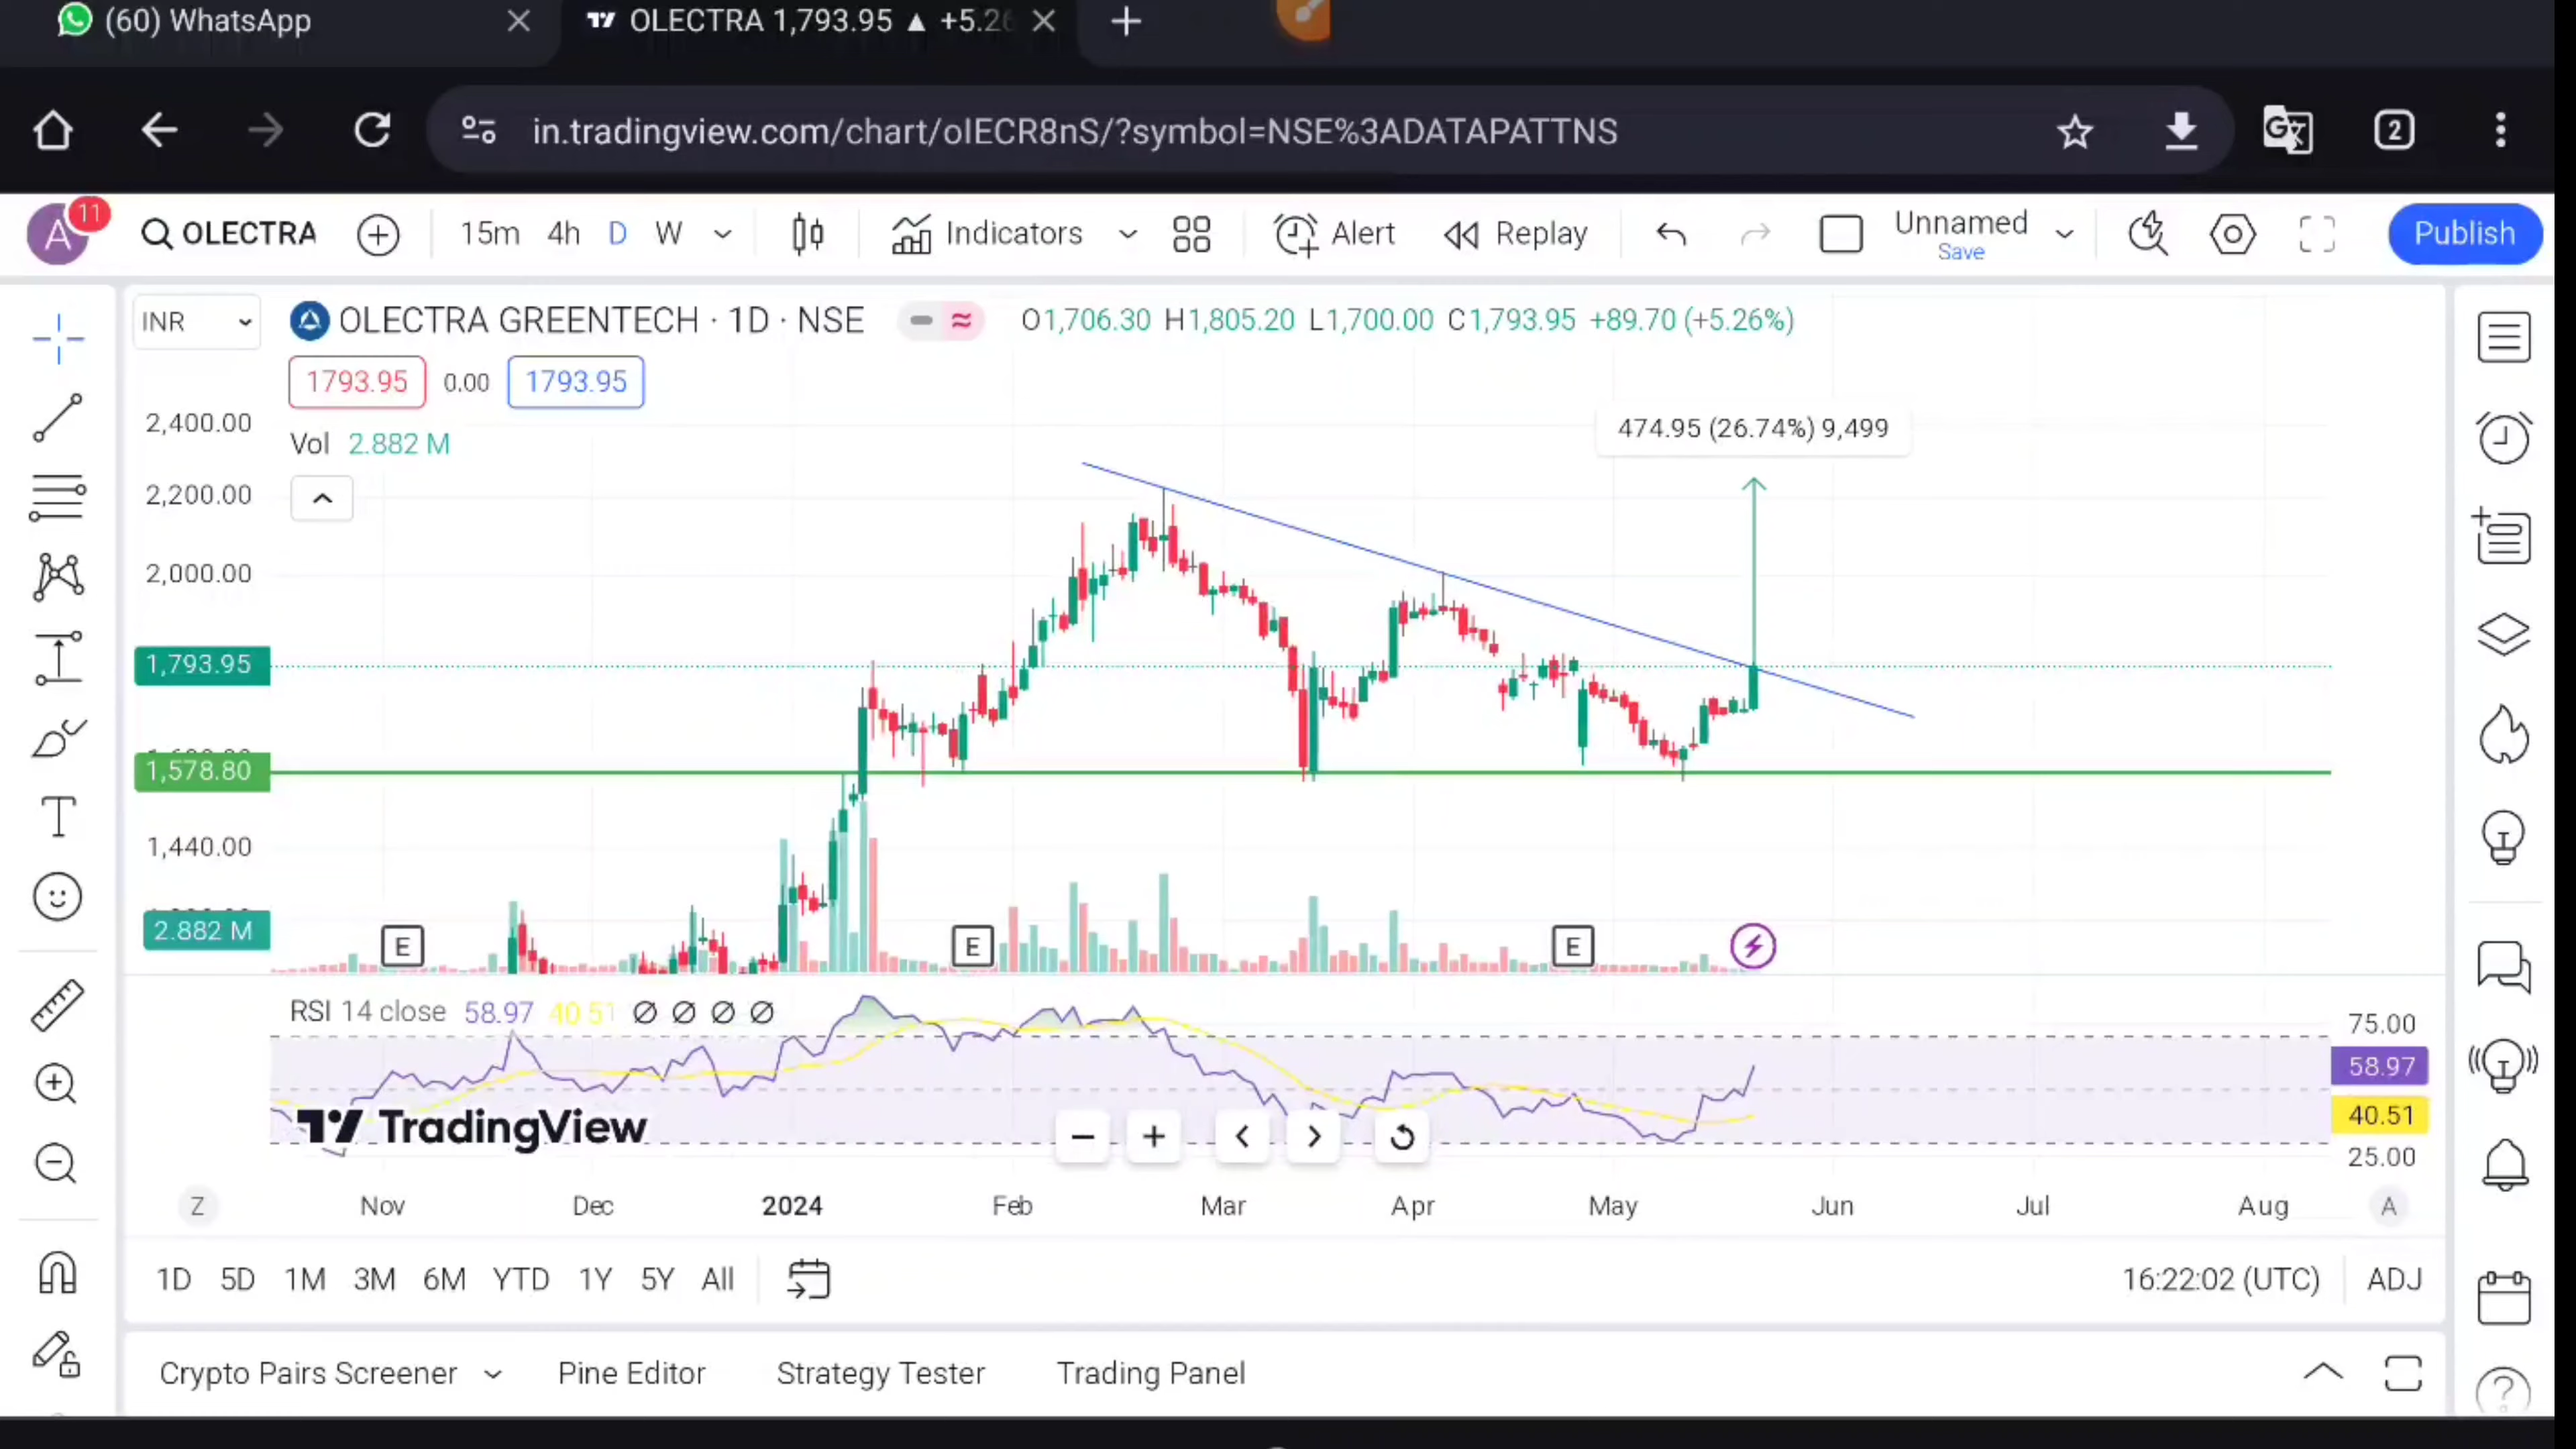 (60) WhatsApp
OLECTRA 1,793.95 ▲ +5.26
in.tradingview.com/chart/oIECR8nS/?symbol=NSE%3ADATAPATTNS
2
A
11
OLECTRA
15m 4h D W
Indicators
Alert
Replay
Unnamed
Save
Publish
INR
OLECTRA GREENTECH · 1D · NSE
O1,706.30 H1,805.20 L1,700.00 C1,793.95 +89.70 (+5.26%)
1793.95 0.00 1793.95
2,400.00
474.95 (26.74%) 9,499
Vol 2.882 M
2,200.00
2,000.00
1,793.95
1,578.80
1,440.00
2.882 M
E E E
RSI 14 close 58.97 40.51 Ø Ø Ø Ø
75.00
58.97
40.51
25.00
TradingView
Z Nov Dec 2024 Feb Mar Apr May Jun Jul Aug A
1D 5D 1M 3M 6M YTD 1Y 5Y All
16:22:02 (UTC) ADJ
Crypto Pairs Screener Pine Editor Strategy Tester Trading Panel